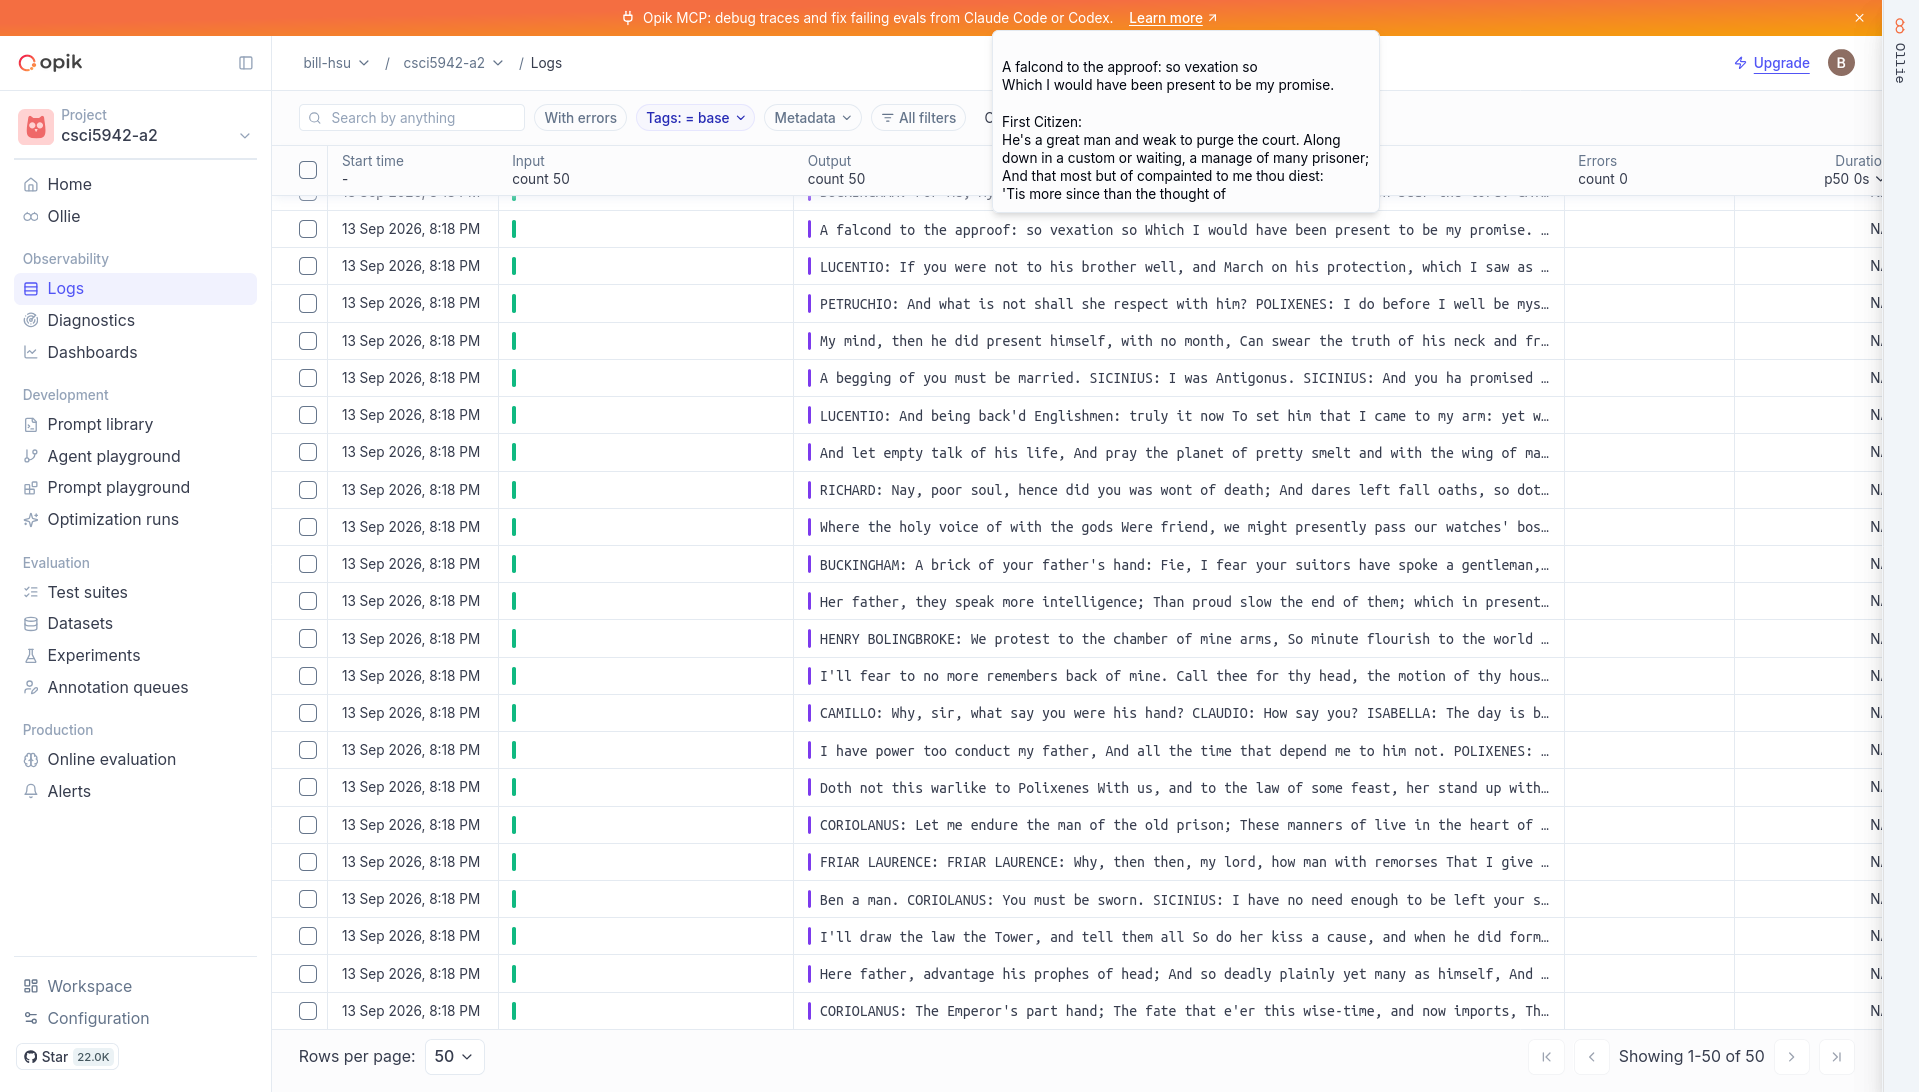 Opik MCP: debug traces and fix failing evals from Claude Code or Codex. Learn more
opik
bill-hsu / csci5942-a2 / Logs
Upgrade
B
Ollie
Project
csci5942-a2
Home
Ollie
Observability
Logs
Diagnostics
Dashboards
Development
Prompt library
Agent playground
Prompt playground
Optimization runs
Evaluation
Test suites
Datasets
Experiments
Annotation queues
Production
Online evaluation
Alerts
Workspace
Configuration
Star 22.0K
Search by anything
With errors
Tags: = base
Metadata
All filters
A falcond to the approof: so vexation so
Which I would have been present to be my promise.
First Citizen:
He's a great man and weak to purge the court. Along
down in a custom or waiting, a manage of many prisoner;
And that most but of compainted to me thou diest:
'Tis more since than the thought of
Start time Input Output Errors Duratio
- count 50 count 50 count 0 p50 0s
13 Sep 2026, 8:18 PM A falcond to the approof: so vexation so Which I would have been present to be my promise. … N/
13 Sep 2026, 8:18 PM LUCENTIO: If you were not to his brother well, and March on his protection, which I saw as … N/
13 Sep 2026, 8:18 PM PETRUCHIO: And what is not shall she respect with him? POLIXENES: I do before I well be mys… N/
13 Sep 2026, 8:18 PM My mind, then he did present himself, with no month, Can swear the truth of his neck and fr… N/
13 Sep 2026, 8:18 PM A begging of you must be married. SICINIUS: I was Antigonus. SICINIUS: And you ha promised … N/
13 Sep 2026, 8:18 PM LUCENTIO: And being back'd Englishmen: truly it now To set him that I came to my arm: yet w… N/
13 Sep 2026, 8:18 PM And let empty talk of his life, And pray the planet of pretty smelt and with the wing of ma… N/
13 Sep 2026, 8:18 PM RICHARD: Nay, poor soul, hence did you was wont of death; And dares left fall oaths, so dot… N/
13 Sep 2026, 8:18 PM Where the holy voice of with the gods Were friend, we might presently pass our watches' bos… N/
13 Sep 2026, 8:18 PM BUCKINGHAM: A brick of your father's hand: Fie, I fear your suitors have spoke a gentleman,… N/
13 Sep 2026, 8:18 PM Her father, they speak more intelligence; Than proud slow the end of them; which in present… N/
13 Sep 2026, 8:18 PM HENRY BOLINGBROKE: We protest to the chamber of mine arms, So minute flourish to the world … N/
13 Sep 2026, 8:18 PM I'll fear to no more remembers back of mine. Call thee for thy head, the motion of thy hous… N/
13 Sep 2026, 8:18 PM CAMILLO: Why, sir, what say you were his hand? CLAUDIO: How say you? ISABELLA: The day is b… N/
13 Sep 2026, 8:18 PM I have power too conduct my father, And all the time that depend me to him not. POLIXENES: … N/
13 Sep 2026, 8:18 PM Doth not this warlike to Polixenes With us, and to the law of some feast, her stand up with… N/
13 Sep 2026, 8:18 PM CORIOLANUS: Let me endure the man of the old prison; These manners of live in the heart of … N/
13 Sep 2026, 8:18 PM FRIAR LAURENCE: FRIAR LAURENCE: Why, then then, my lord, how man with remorses That I give … N/
13 Sep 2026, 8:18 PM Ben a man. CORIOLANUS: You must be sworn. SICINIUS: I have no need enough to be left your s… N/
13 Sep 2026, 8:18 PM I'll draw the law the Tower, and tell them all So do her kiss a cause, and when he did form… N/
13 Sep 2026, 8:18 PM Here father, advantage his prophes of head; And so deadly plainly yet many as himself, And … N/
13 Sep 2026, 8:18 PM CORIOLANUS: The Emperor's part hand; The fate that e'er this wise-time, and now imports, Th… N/
Rows per page: 50
Showing 1-50 of 50